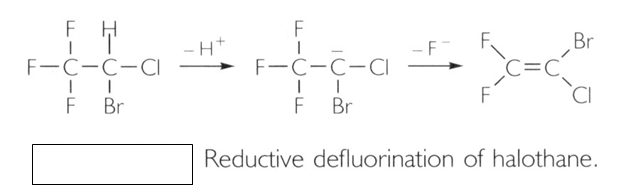 F H F
– H⁺ – F⁻ F Br
F–C–C–Cl F–C–C̅–Cl C=C
F Br F Br F Cl
Reductive defluorination of halothane.